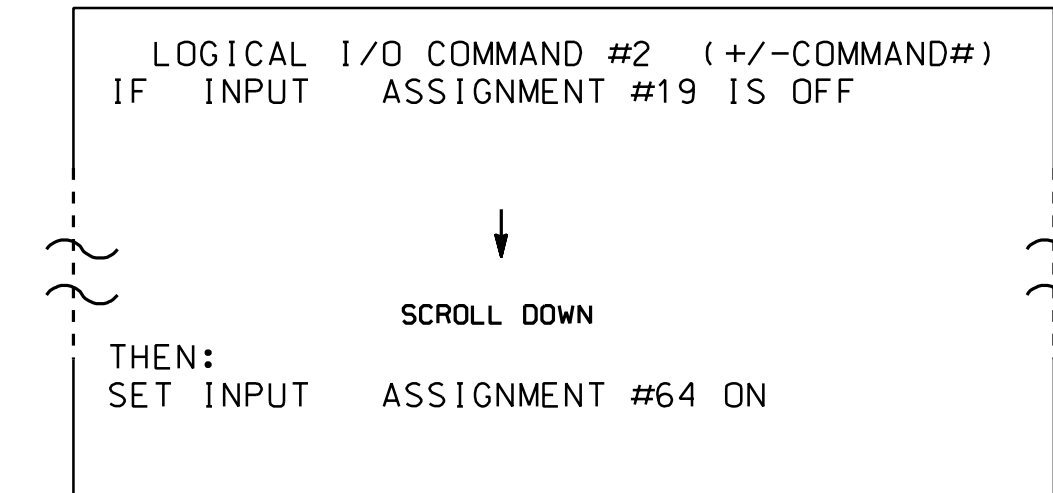 LOGICAL I/O COMMAND #2 (+/-COMMAND#)
IF INPUT ASSIGNMENT #19 IS OFF
SCROLL DOWN
THEN:
SET INPUT ASSIGNMENT #64 ON